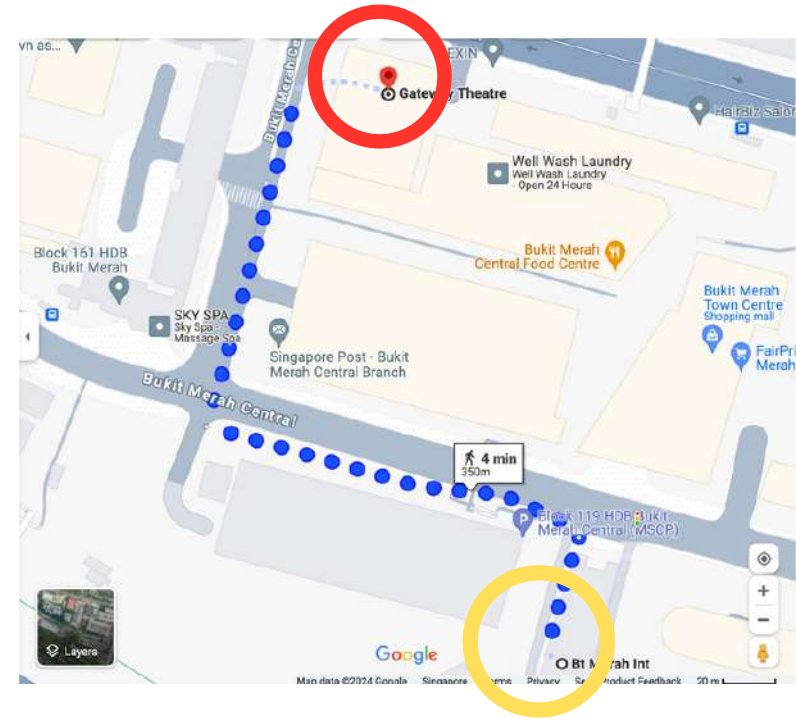 vn as...
EXIN
Gateway Theatre
HairBiz Salon
Bukit Merah Ce
Well Wash Laundry
Well Wash Laundry
Open 24 Hours
Block 161 HDB
Bukit Merah
Bukit Merah
Central Food Centre
Bukit Merah
Town Centre
Shopping mall
SKY SPA
Sky Spa -
Massage Spa
FairPri
Merah
Singapore Post - Bukit
Merah Central Branch
Bukit Merah Central
4 min
350m
P
Block 119 HDB Bukit
Merah Central (MSCP)
Layers
Google
Bt Merah Int
Map data ©2024 Google Singapore Terms Privacy Send Product Feedback 20 m